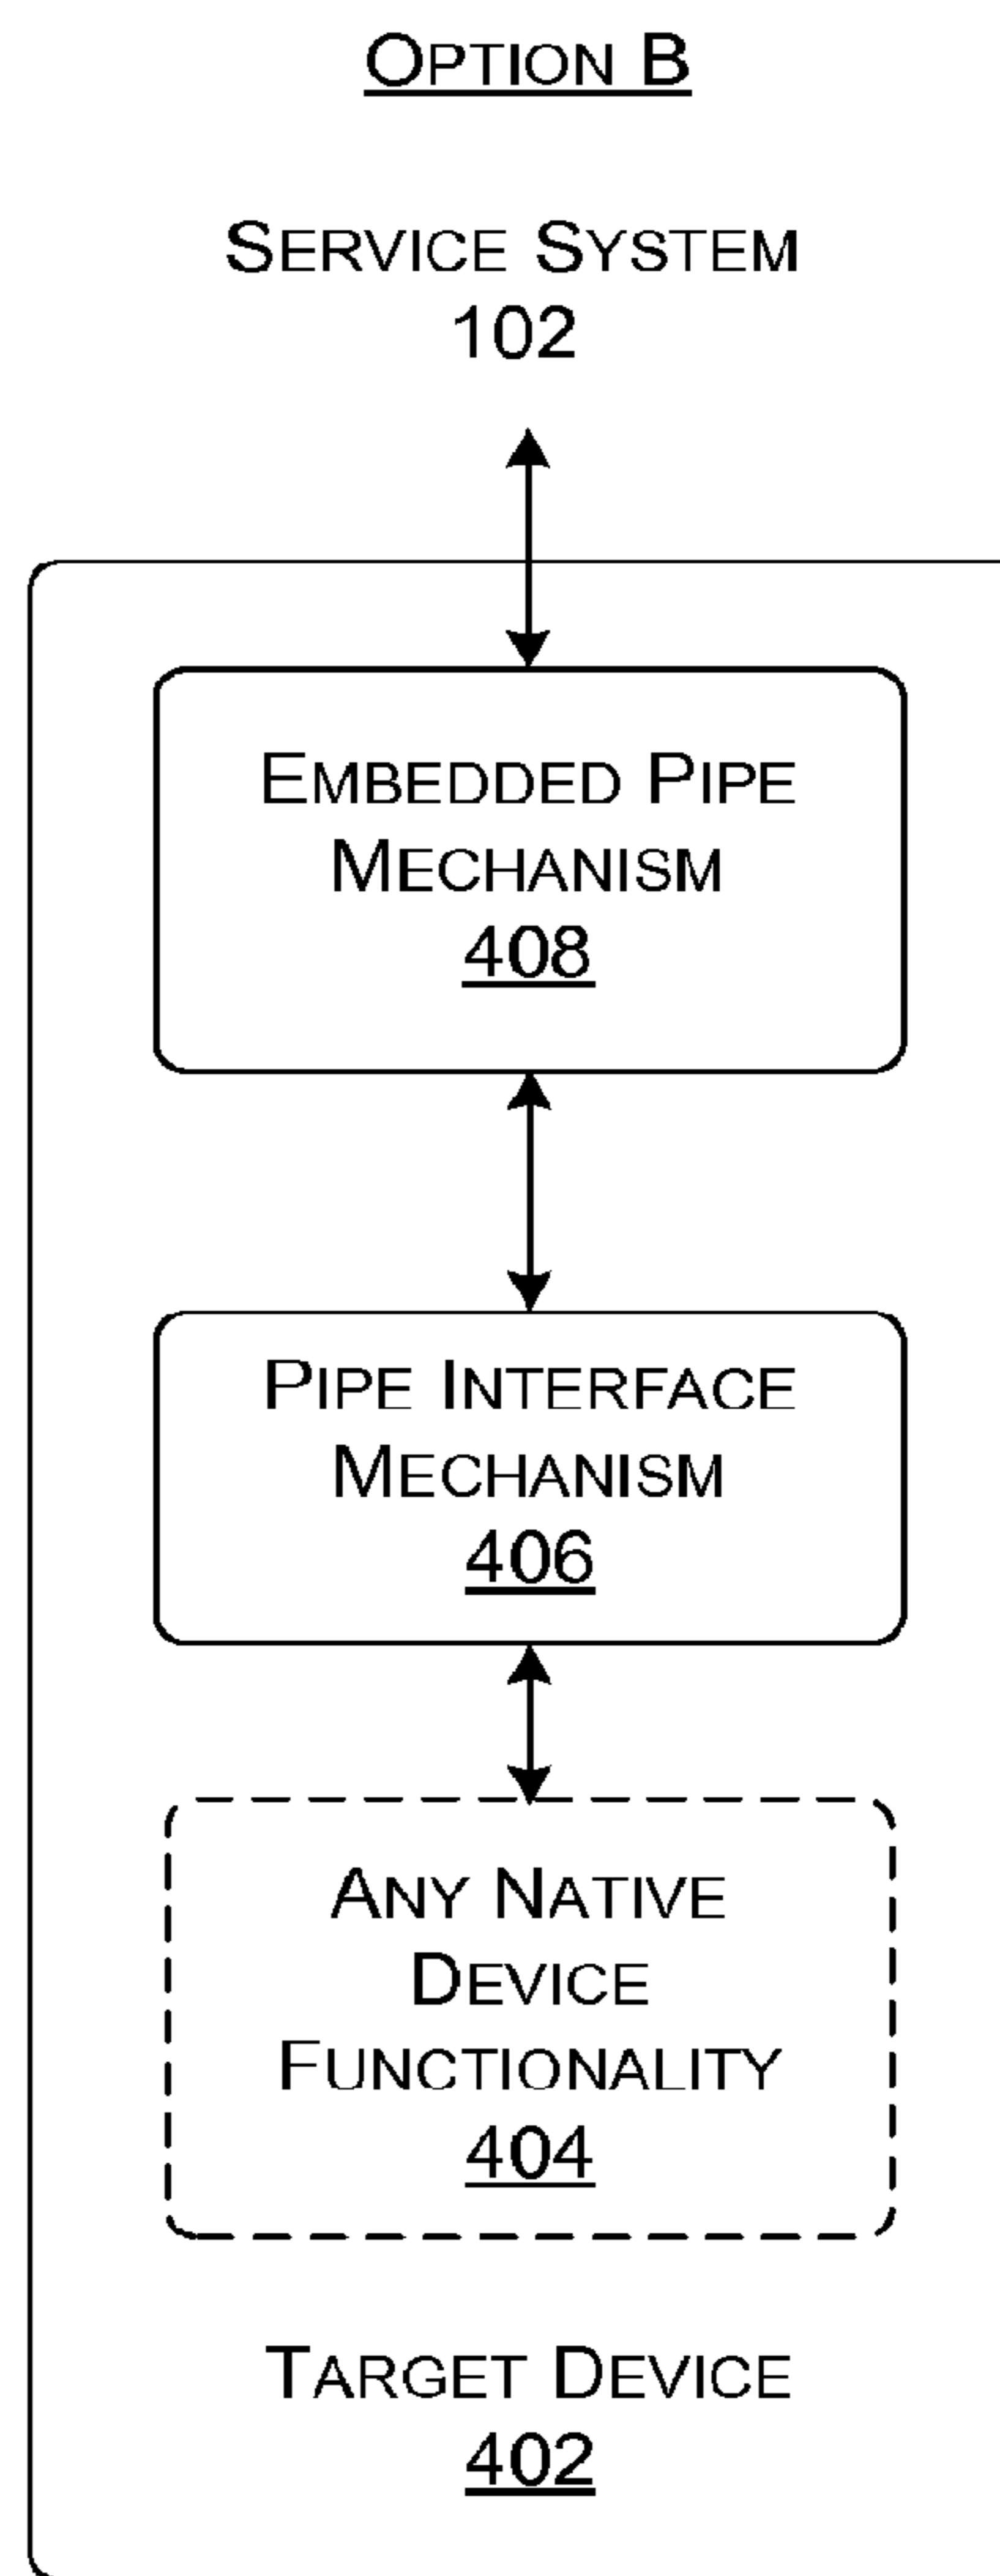 OPTION B
SERVICE SYSTEM
102
EMBEDDED PIPE
MECHANISM
408
PIPE INTERFACE
MECHANISM
406
ANY NATIVE
DEVICE
FUNCTIONALITY
404
TARGET DEVICE
402